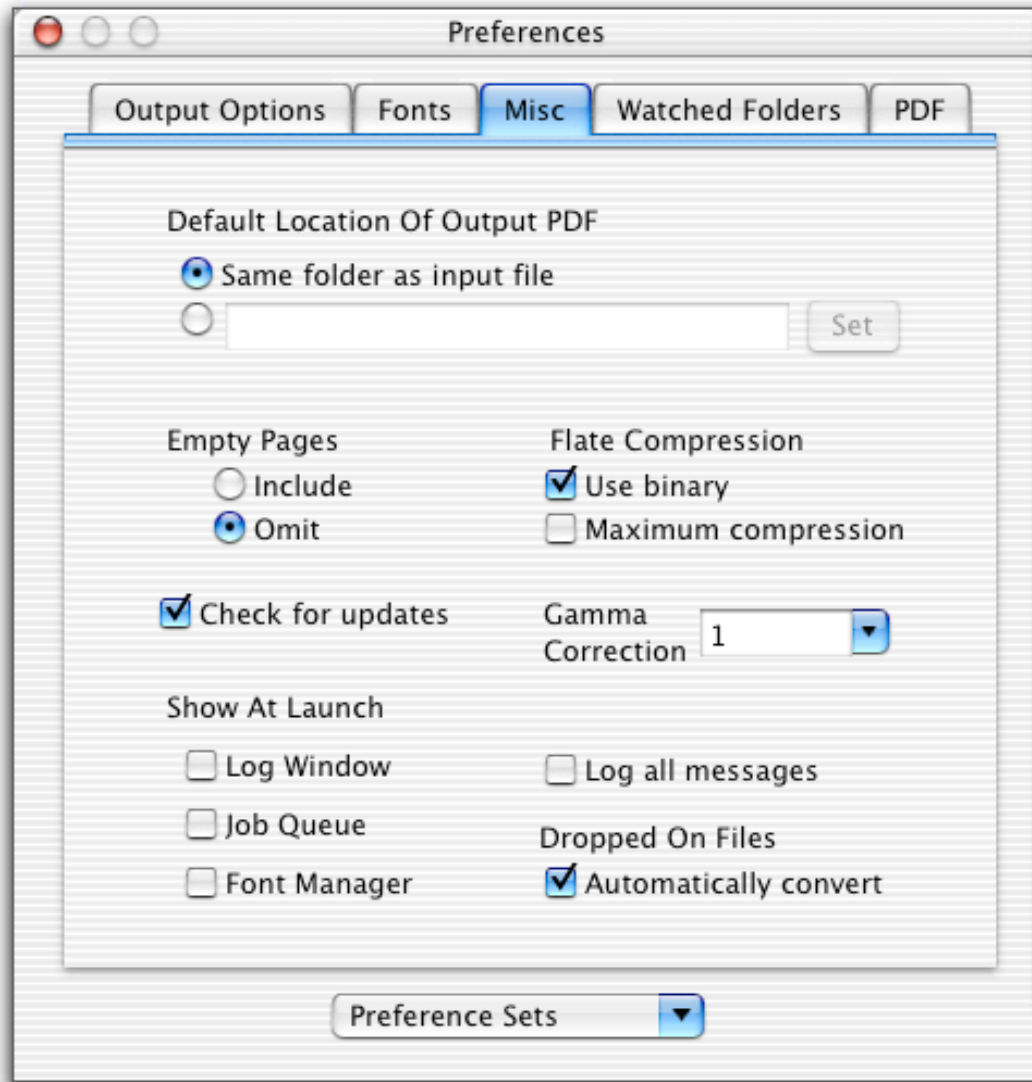 Preferences
Output Options Fonts Misc Watched Folders PDF
Default Location Of Output PDF
Same folder as input file
Set
Empty Pages
Include
Omit
Flate Compression
Use binary
Maximum compression
Check for updates
Gamma
Correction
1
Show At Launch
Log Window
Job Queue
Font Manager
Log all messages
Dropped On Files
Automatically convert
Preference Sets